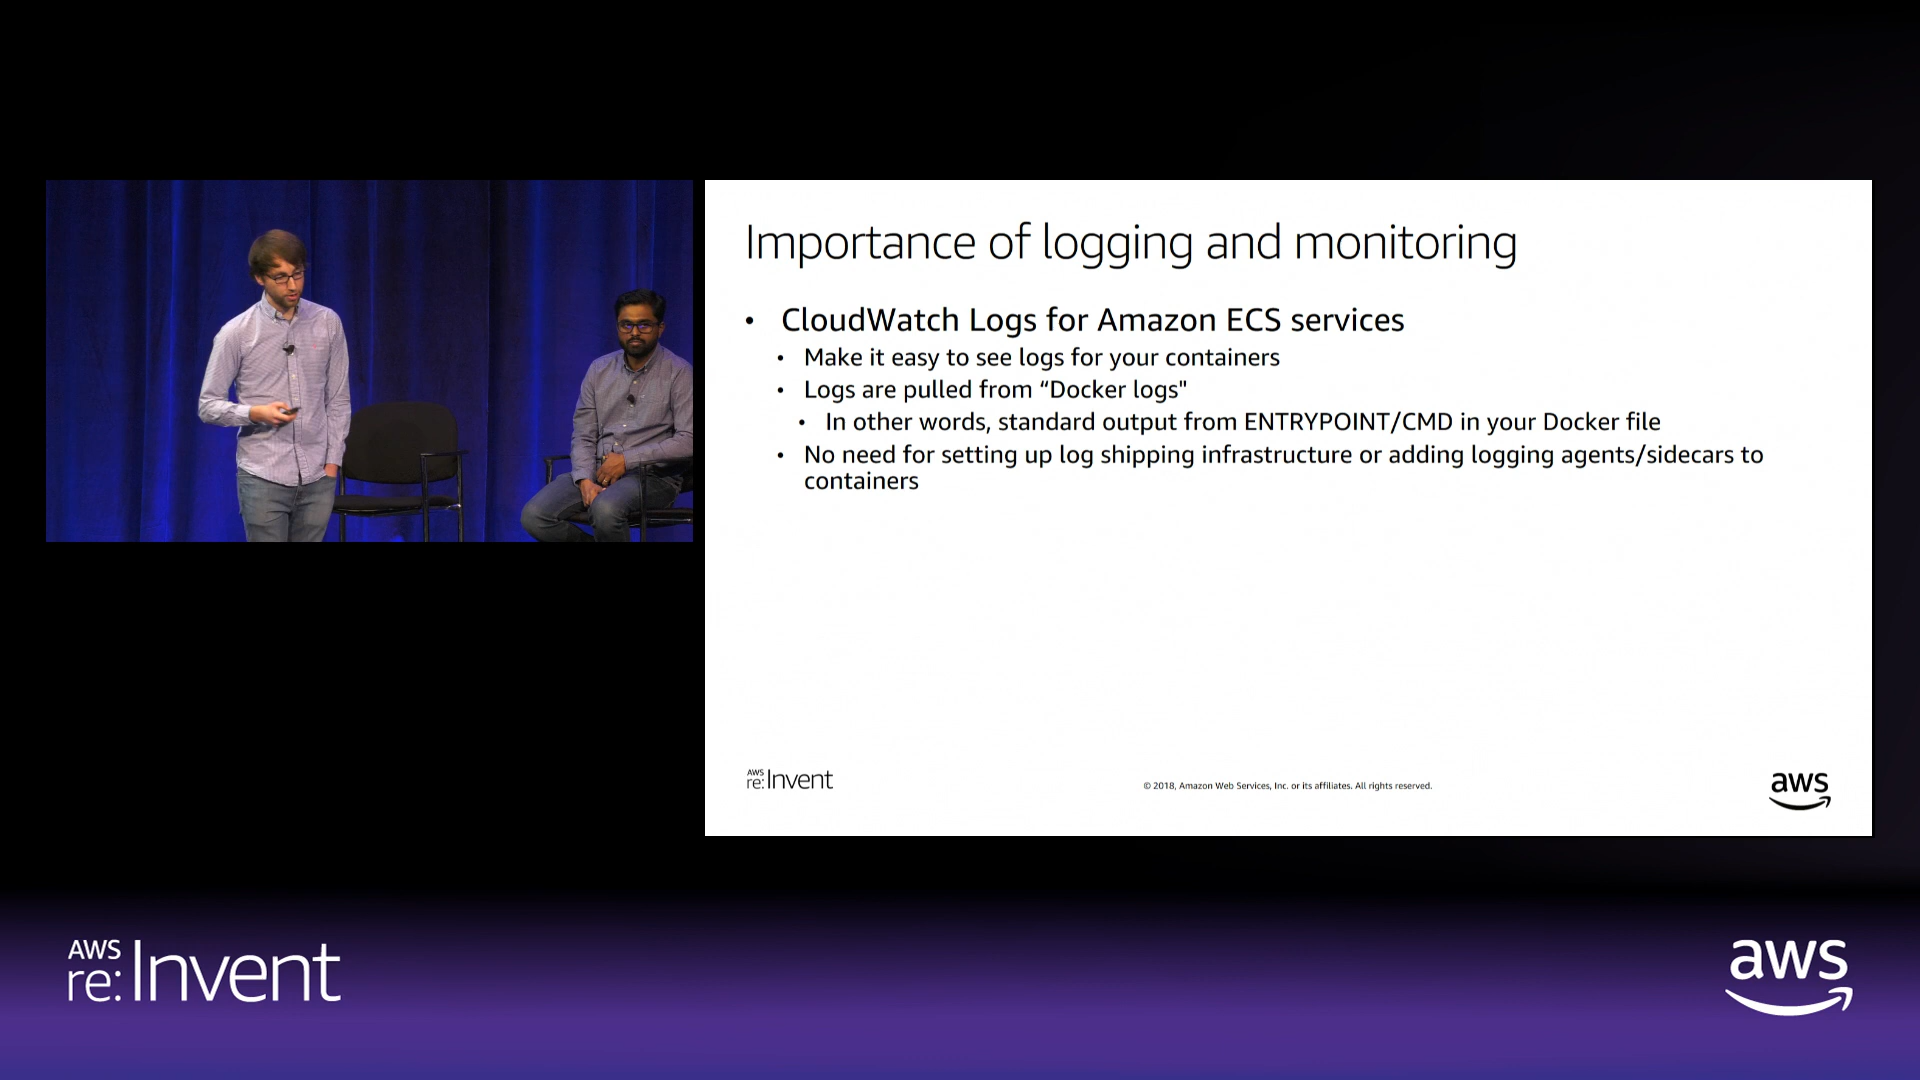 Importance of logging and monitoring
• CloudWatch Logs for Amazon ECS services
• Make it easy to see logs for your containers
• Logs are pulled from “Docker logs"
• In other words, standard output from ENTRYPOINT/CMD in your Docker file
• No need for setting up log shipping infrastructure or adding logging agents/sidecars to
containers
AWS
re:Invent
© 2018, Amazon Web Services, Inc. or its affiliates. All rights reserved.
aws
AWS
re:Invent
aws